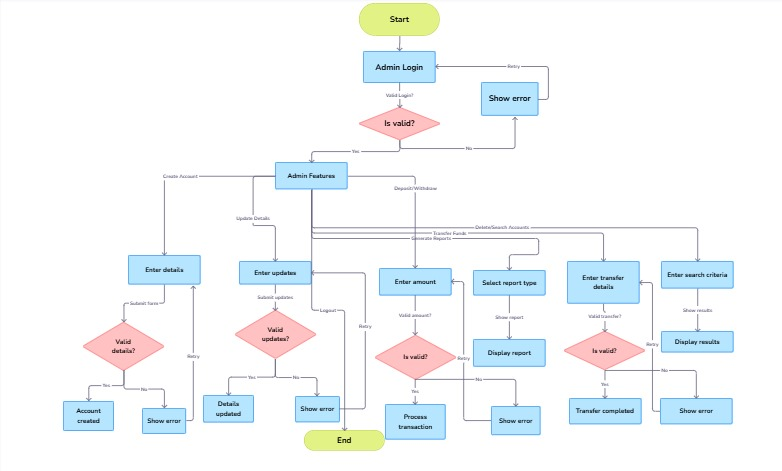 Start
Admin Login
Retry
Show error
Valid Login?
Is valid?
Yes
No
Admin Features
Create Account
Deposit/Withdraw
Update Details
Delete/Search Accounts
Transfer Funds
Generate Reports
Enter details
Enter updates
Enter amount
Select report type
Enter transfer
details
Enter search criteria
Submit form
Submit updates
Logout
Valid amount?
Show report
Valid transfer?
Show results
Valid
details?
Valid
updates?
Retry
Is valid?
Display report
Is valid?
Retry
Display results
Retry
Retry
Yes
No
Yes
No
Yes
No
Yes
No
Account
created
Show error
Details
updated
Show error
Process
transaction
Show error
Transfer completed
Show error
End